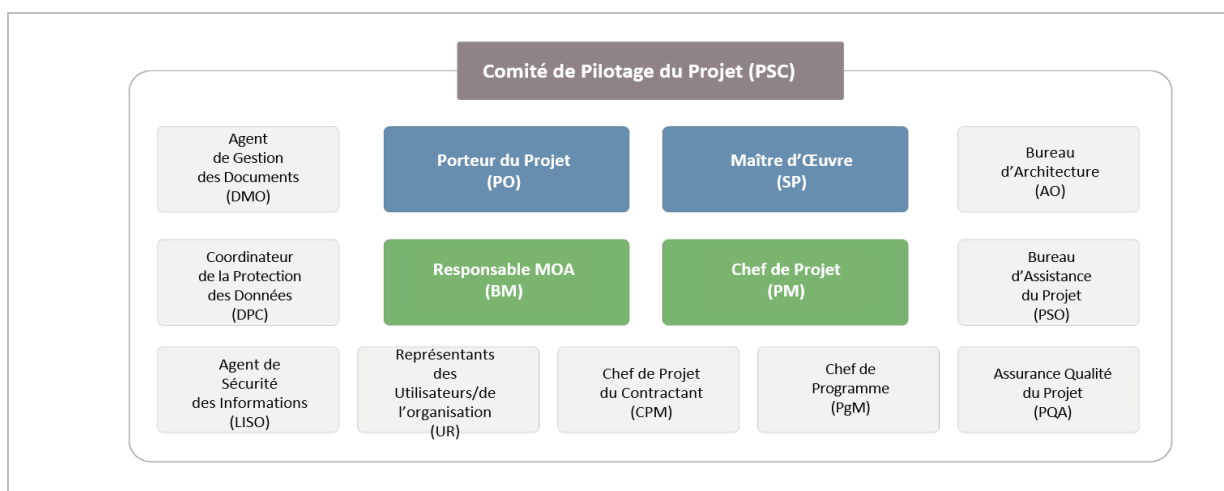 Comité de Pilotage du Projet (PSC)
Agent
de Gestion
des Documents
(DMO)
Porteur du Projet
(PO)
Maître d’Œuvre
(SP)
Bureau
d’Architecture
(AO)
Coordinateur
de la Protection
des Données
(DPC)
Responsable MOA
(BM)
Chef de Projet
(PM)
Bureau
d’Assistance
du Projet
(PSO)
Agent de
Sécurité
des Informations
(LISO)
Représentants
des
Utilisateurs/de
l’organisation
(UR)
Chef de Projet
du Contractant
(CPM)
Chef de
Programme
(PgM)
Assurance Qualité
du Projet
(PQA)